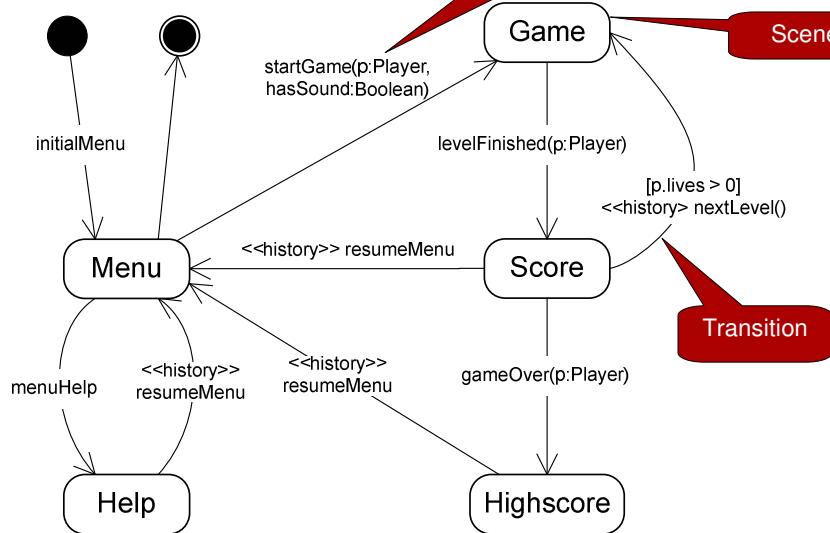 Game
Scene
startGame(p:Player,
hasSound:Boolean)
initialMenu
levelFinished(p:Player)
[p.lives > 0]
<<history> nextLevel()
<<history>> resumeMenu
Menu
Score
Transition
<<history>>
resumeMenu
<<history>>
resumeMenu
menuHelp
gameOver(p:Player)
Help
Highscore